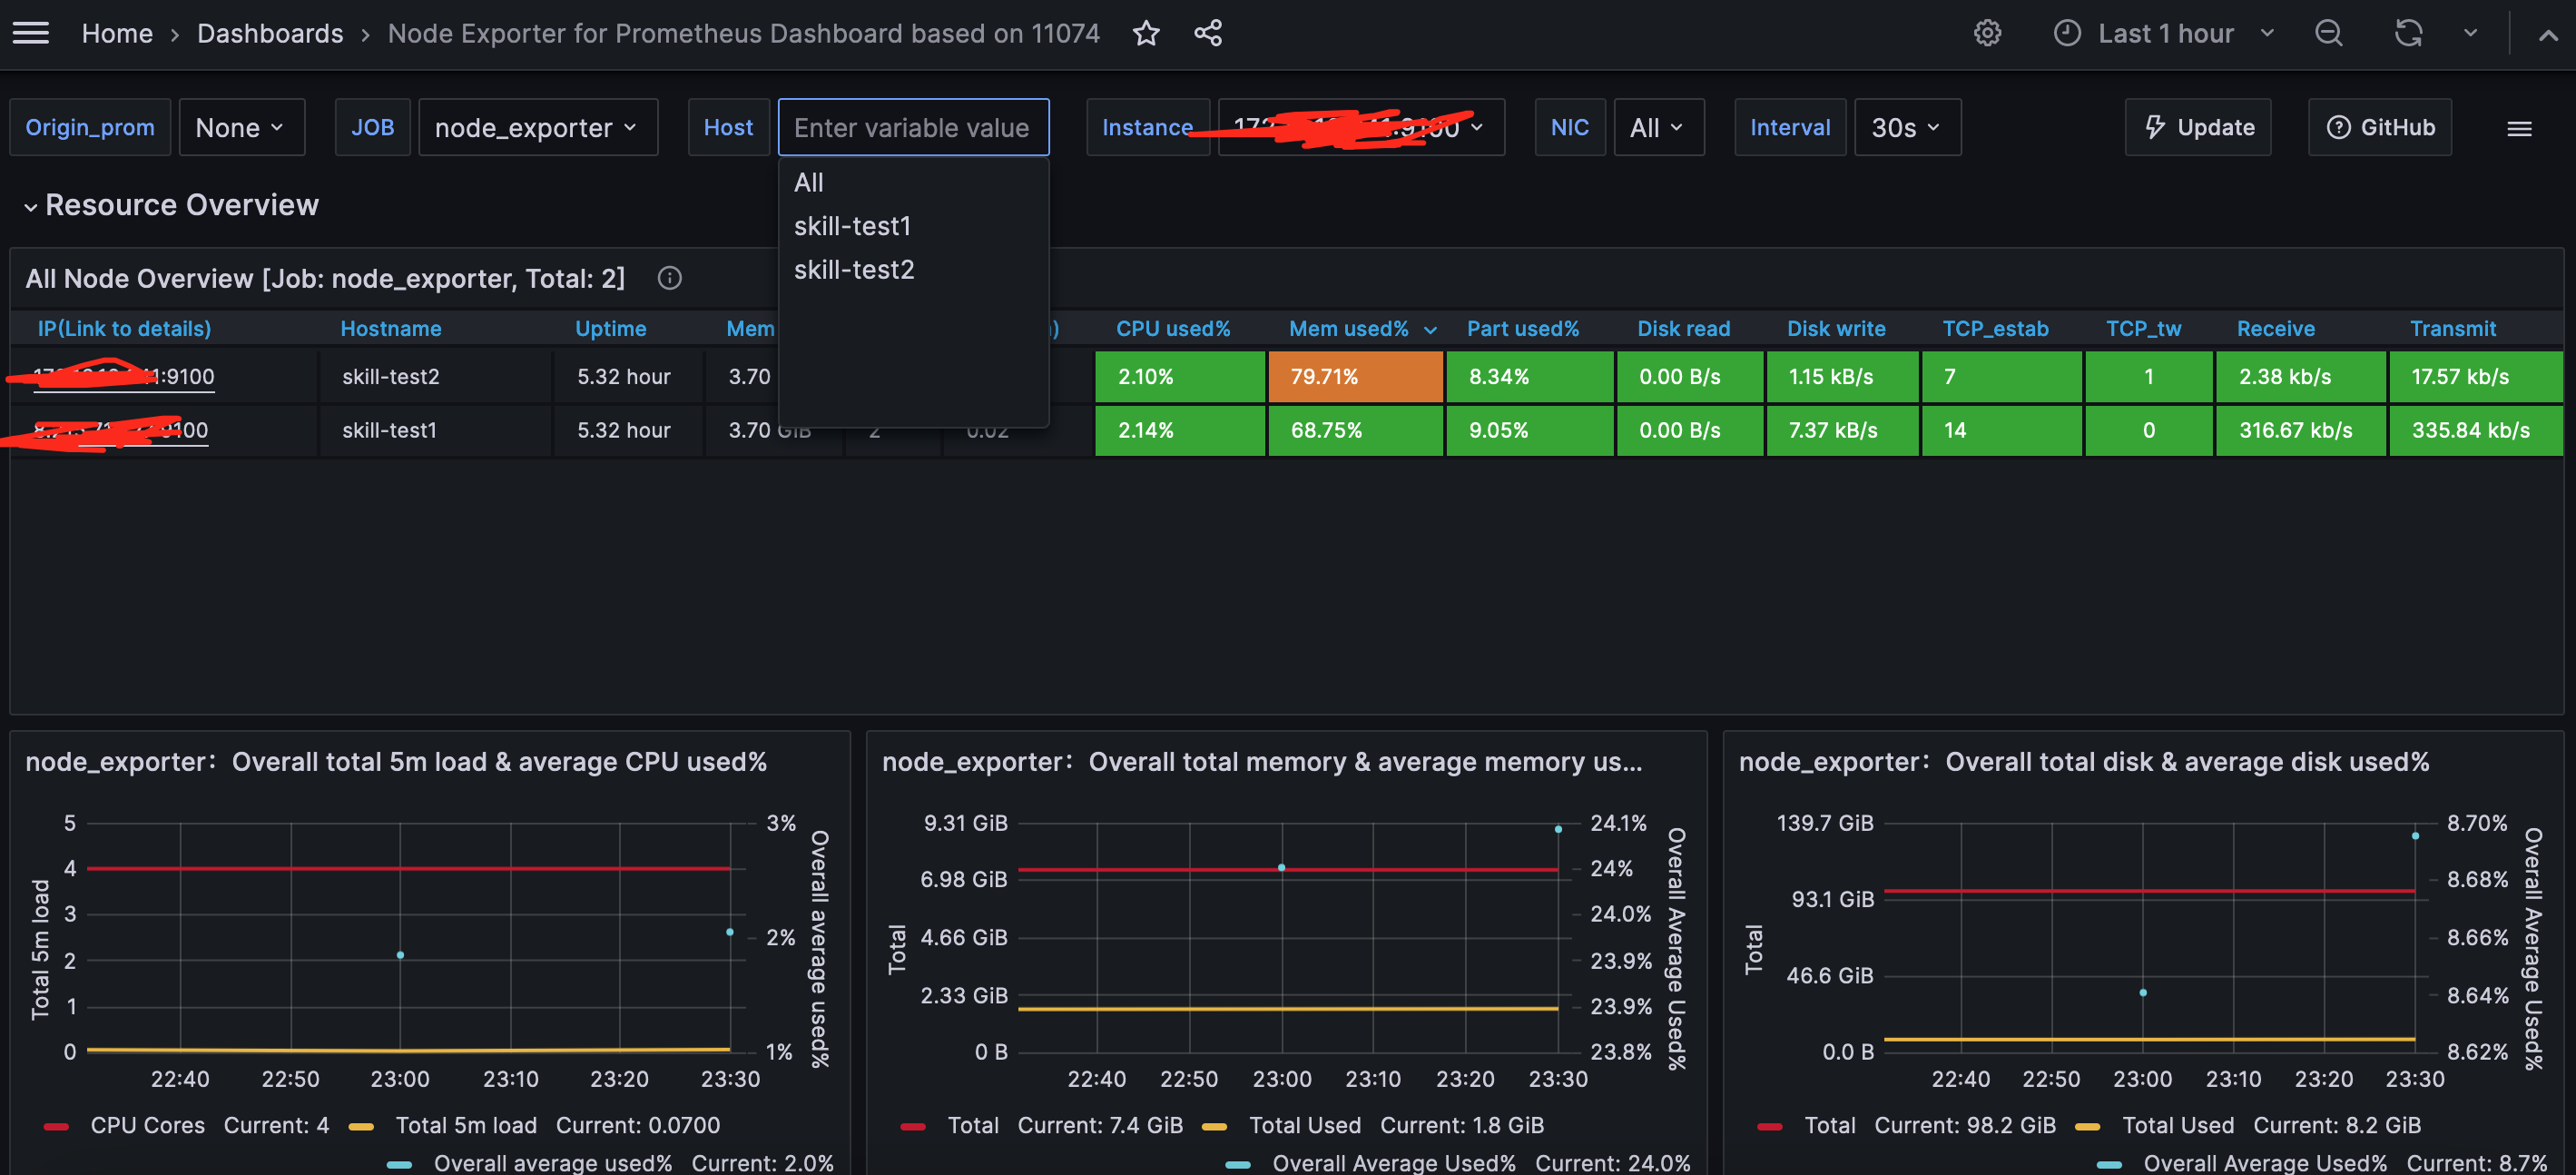 Home › Dashboards › Node Exporter for Prometheus Dashboard based on 11074
Last 1 hour
Origin_prom None JOB node_exporter Host Enter variable value Instance NIC All Interval 30s Update GitHub
All
skill-test1
skill-test2
Resource Overview
All Node Overview [Job: node_exporter, Total: 2]
IP(Link to details) Hostname Uptime Mem CPU used% Mem used% Part used% Disk read Disk write TCP_estab TCP_tw Receive Transmit
:9100 skill-test2 5.32 hour 3.70 2.10% 79.71% 8.34% 0.00 B/s 1.15 kB/s 7 1 2.38 kb/s 17.57 kb/s
skill-test1 5.32 hour 3.70 GiB 2 0.02 2.14% 68.75% 9.05% 0.00 B/s 7.37 kB/s 14 0 316.67 kb/s 335.84 kb/s
node_exporter：Overall total 5m load & average CPU used%
5
4
3
2
1
0
Total 5m load
3%
2%
1%
Overall average used%
22:40 22:50 23:00 23:10 23:20 23:30
CPU Cores Current: 4 Total 5m load Current: 0.0700
Overall average used% Current: 2.0%
node_exporter：Overall total memory & average memory us...
9.31 GiB
6.98 GiB
4.66 GiB
2.33 GiB
0 B
Total
24.1%
24%
24.0%
23.9%
23.9%
23.8%
Overall Average Used%
22:40 22:50 23:00 23:10 23:20 23:30
Total Current: 7.4 GiB Total Used Current: 1.8 GiB
Overall Average Used% Current: 24.0%
node_exporter：Overall total disk & average disk used%
139.7 GiB
93.1 GiB
46.6 GiB
0.0 B
Total
8.70%
8.68%
8.66%
8.64%
8.62%
Overall Average Used%
22:40 22:50 23:00 23:10 23:20 23:30
Total Current: 98.2 GiB Total Used Current: 8.2 GiB
Overall Average Used% Current: 8.7%